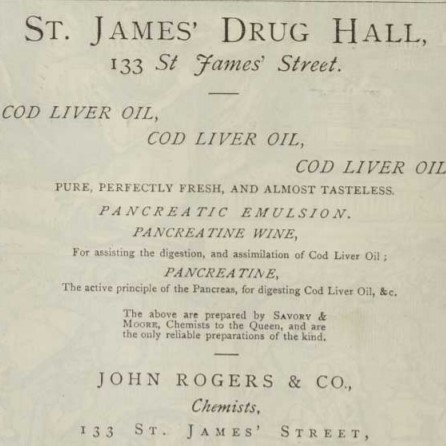 ST. JAMES' DRUG HALL,
133 St James' Street.
COD LIVER OIL,
COD LIVER OIL,
COD LIVER OIL
PURE, PERFECTLY FRESH, AND ALMOST TASTELESS.
PANCREATIC EMULSION.
PANCREATINE WINE,
For assisting the digestion, and assimilation of Cod Liver Oil ;
PANCREATINE,
The active principle of the Pancreas, for digesting Cod Liver Oil, &c.
The above are prepared by SAVORY &
MOORE, Chemists to the Queen, and are
the only reliable preparations of the kind.
JOHN ROGERS & CO.,
Chemists,
133 ST. JAMES' STREET,